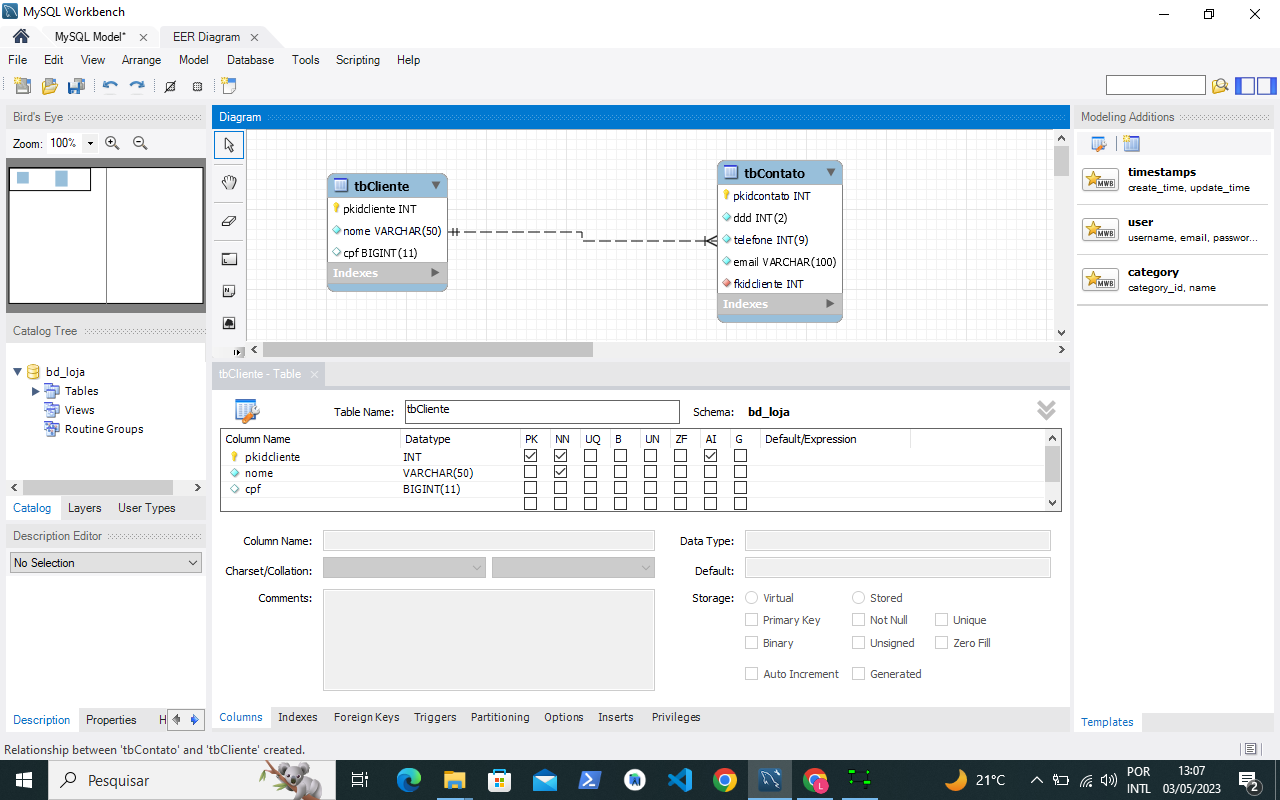 MySQL Workbench
MySQL Model*
EER Diagram
File Edit View Arrange Model Database Tools Scripting Help
Bird's Eye
Zoom: 100%
Diagram
tbCliente
pkidcliente INT
nome VARCHAR(50)
cpf BIGINT(11)
Indexes
tbContato
pkidcontato INT
ddd INT(2)
telefone INT(9)
email VARCHAR(100)
fkidcliente INT
Indexes
Modeling Additions
MWB
timestamps
create_time, update_time
MWB
user
username, email, passwor...
MWB
category
category_id, name
Catalog Tree
bd_loja
Tables
Views
Routine Groups
Catalog Layers User Types
Description Editor
No Selection
Description Properties H
tbCliente - Table
Table Name: tbCliente Schema: bd_loja
Column Name Datatype PK NN UQ B UN ZF AI G Default/Expression
pkidcliente INT
nome VARCHAR(50)
cpf BIGINT(11)
Column Name: Data Type:
Charset/Collation: Default:
Comments: Storage: Virtual Stored
Primary Key Not Null Unique
Binary Unsigned Zero Fill
Auto Increment Generated
Columns Indexes Foreign Keys Triggers Partitioning Options Inserts Privileges
Templates
Relationship between 'tbContato' and 'tbCliente' created.
Pesquisar
L
21°C
POR
INTL
13:07
03/05/2023
2